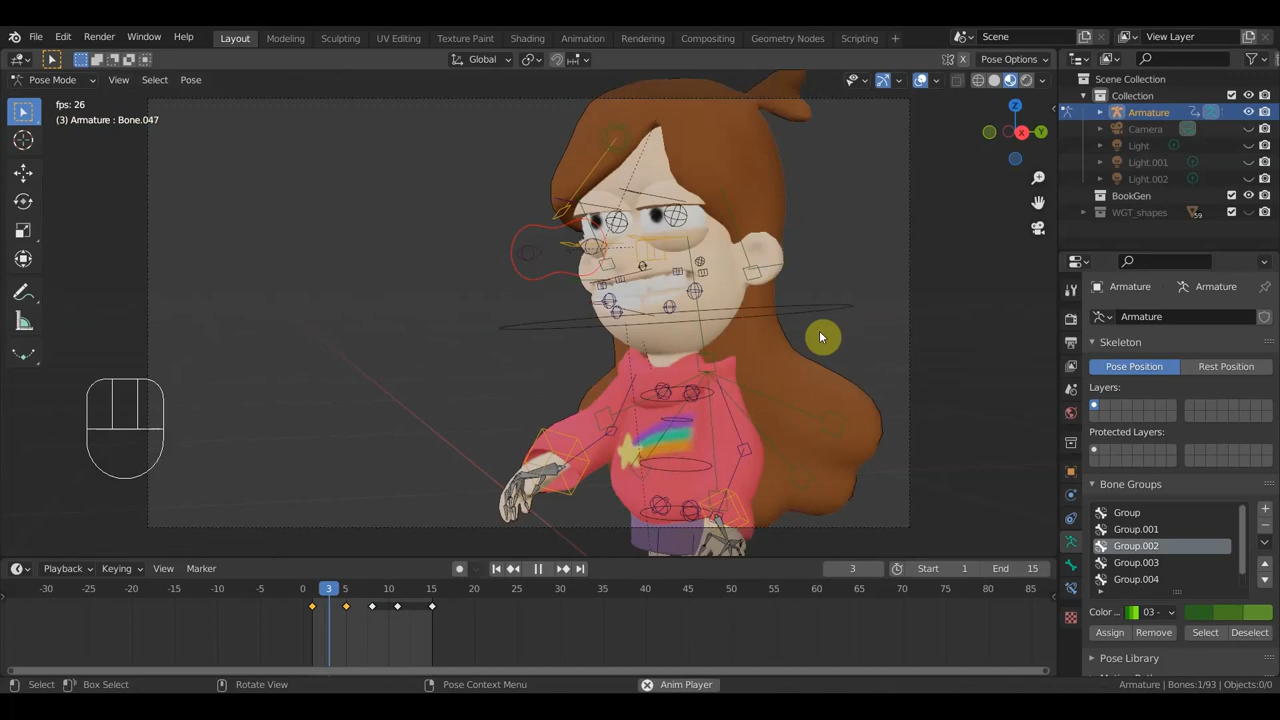 File Edit Render Window Help Layout Modeling Sculpting UV Editing Texture Paint Shading Animation Rendering Compositing Geometry Nodes Scripting + Scene View Layer
Global Pose Options
Pose Mode View Select Pose
fps: 26
(3) Armature : Bone.047
X
Z
Y
X
Scene Collection
Collection
Armature
Camera
Light
Light.001
Light.002
BookGen
WGT_shapes 59
Armature Armature
Armature
Skeleton
Pose Position Rest Position
Layers:
Protected Layers:
Bone Groups
Group
Group.001
Group.002
Group.003
Group.004
Color... 03 -
Assign Remove Select Deselect
Pose Library
Playback Keying View Marker 3 Start 1 End 15
-30 -25 -20 -15 -10 -5 0 3 5 10 15 20 25 30 35 40 45 50 55 60 65 70 75 80 85
Select Box Select Rotate View Pose Context Menu Anim Player Armature | Bones:1/93 | Objects:0/0